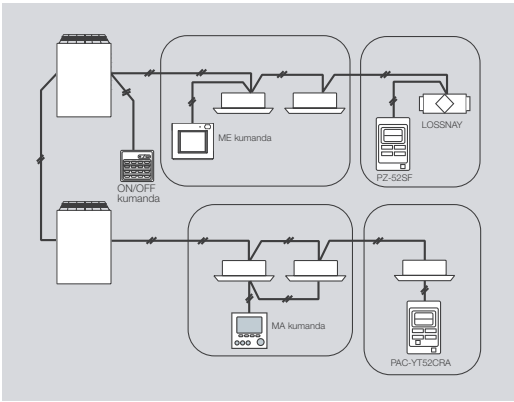 ME kumanda
LOSSNAY
PZ-52SF
ON/OFF
kumanda
MA kumanda
PAC-YT52CRA